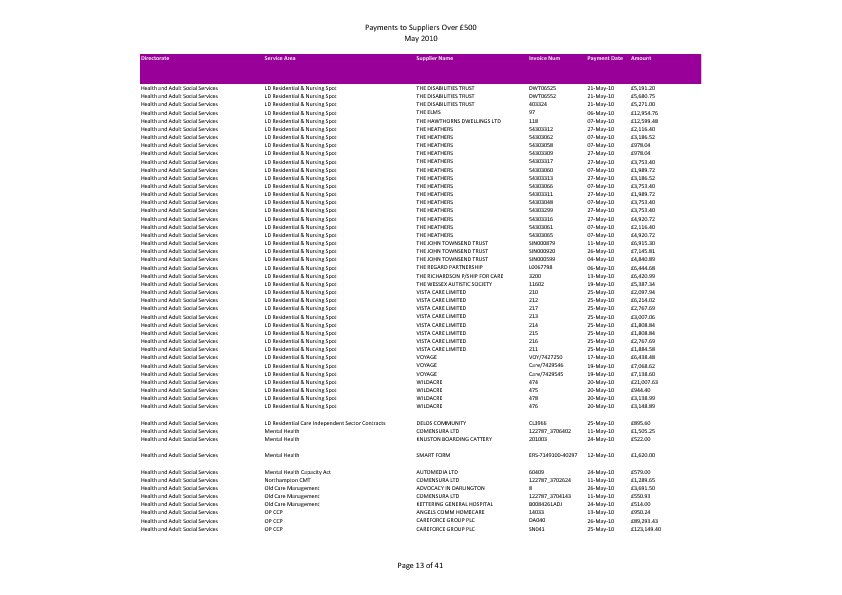 Payments to Suppliers Over £500
May 2010
Directorate Service Area Supplier Name Invoice Num Payment Date Amount
Health and Adult Social Services LD Residential & Nursing Spot THE DISABILITIES TRUST DWT06525 21-May-10 £5,191.20
Health and Adult Social Services LD Residential & Nursing Spot THE DISABILITIES TRUST DWT06552 21-May-10 £5,680.75
Health and Adult Social Services LD Residential & Nursing Spot THE DISABILITIES TRUST 403324 21-May-10 £5,271.00
Health and Adult Social Services LD Residential & Nursing Spot THE ELMS 97 06-May-10 £12,954.76
Health and Adult Social Services LD Residential & Nursing Spot THE HAWTHORNS DWELLINGS LTD 118 07-May-10 £12,599.48
Health and Adult Social Services LD Residential & Nursing Spot THE HEATHERS 54303312 27-May-10 £2,116.40
Health and Adult Social Services LD Residential & Nursing Spot THE HEATHERS 54303062 07-May-10 £3,186.52
Health and Adult Social Services LD Residential & Nursing Spot THE HEATHERS 54303058 07-May-10 £978.04
Health and Adult Social Services LD Residential & Nursing Spot THE HEATHERS 54303309 27-May-10 £978.04
Health and Adult Social Services LD Residential & Nursing Spot THE HEATHERS 54303317 27-May-10 £3,753.40
Health and Adult Social Services LD Residential & Nursing Spot THE HEATHERS 54303060 07-May-10 £1,989.72
Health and Adult Social Services LD Residential & Nursing Spot THE HEATHERS 54303313 27-May-10 £3,186.52
Health and Adult Social Services LD Residential & Nursing Spot THE HEATHERS 54303066 07-May-10 £3,753.40
Health and Adult Social Services LD Residential & Nursing Spot THE HEATHERS 54303311 27-May-10 £1,989.72
Health and Adult Social Services LD Residential & Nursing Spot THE HEATHERS 54303048 07-May-10 £3,753.40
Health and Adult Social Services LD Residential & Nursing Spot THE HEATHERS 54303299 27-May-10 £3,753.40
Health and Adult Social Services LD Residential & Nursing Spot THE HEATHERS 54303316 27-May-10 £4,920.72
Health and Adult Social Services LD Residential & Nursing Spot THE HEATHERS 54303061 07-May-10 £2,116.40
Health and Adult Social Services LD Residential & Nursing Spot THE HEATHERS 54303065 07-May-10 £4,920.72
Health and Adult Social Services LD Residential & Nursing Spot THE JOHN TOWNSEND TRUST SIN000879 11-May-10 £6,915.30
Health and Adult Social Services LD Residential & Nursing Spot THE JOHN TOWNSEND TRUST SIN000920 26-May-10 £7,145.81
Health and Adult Social Services LD Residential & Nursing Spot THE JOHN TOWNSEND TRUST SIN000599 04-May-10 £4,840.89
Health and Adult Social Services LD Residential & Nursing Spot THE REGARD PARTNERSHIP L0067798 06-May-10 £6,444.68
Health and Adult Social Services LD Residential & Nursing Spot THE RICHARDSON P/SHIP FOR CARE 3200 13-May-10 £6,420.99
Health and Adult Social Services LD Residential & Nursing Spot THE WESSEX AUTISTIC SOCIETY 11602 19-May-10 £5,387.34
Health and Adult Social Services LD Residential & Nursing Spot VISTA CARE LIMITED 210 25-May-10 £2,097.94
Health and Adult Social Services LD Residential & Nursing Spot VISTA CARE LIMITED 212 25-May-10 £6,214.02
Health and Adult Social Services LD Residential & Nursing Spot VISTA CARE LIMITED 217 25-May-10 £2,767.69
Health and Adult Social Services LD Residential & Nursing Spot VISTA CARE LIMITED 213 25-May-10 £3,007.06
Health and Adult Social Services LD Residential & Nursing Spot VISTA CARE LIMITED 214 25-May-10 £1,808.84
Health and Adult Social Services LD Residential & Nursing Spot VISTA CARE LIMITED 215 25-May-10 £1,808.84
Health and Adult Social Services LD Residential & Nursing Spot VISTA CARE LIMITED 216 25-May-10 £2,767.69
Health and Adult Social Services LD Residential & Nursing Spot VISTA CARE LIMITED 211 25-May-10 £1,884.58
Health and Adult Social Services LD Residential & Nursing Spot VOYAGE VOY/7427250 17-May-10 £6,438.48
Health and Adult Social Services LD Residential & Nursing Spot VOYAGE Care/7429546 19-May-10 £7,068.62
Health and Adult Social Services LD Residential & Nursing Spot VOYAGE Care/7429545 19-May-10 £7,138.60
Health and Adult Social Services LD Residential & Nursing Spot WILDACRE 474 20-May-10 £21,007.63
Health and Adult Social Services LD Residential & Nursing Spot WILDACRE 475 20-May-10 £944.40
Health and Adult Social Services LD Residential & Nursing Spot WILDACRE 478 20-May-10 £3,138.99
Health and Adult Social Services LD Residential & Nursing Spot WILDACRE 476 20-May-10 £3,148.89
Health and Adult Social Services LD Residential Care Independent Sector Contracts DELOS COMMUNITY CL3966 25-May-10 £895.60
Health and Adult Social Services Mental Health COMENSURA LTD 122787_3706402 11-May-10 £1,505.25
Health and Adult Social Services Mental Health KNUSTON BOARDING CATTERY 201003 24-May-10 £522.00
Health and Adult Social Services Mental Health SMART FORM ERS-7149100-40287 12-May-10 £1,620.00
Health and Adult Social Services Mental Health Capacity Act AUTOMEDIA LTD 60409 24-May-10 £579.00
Health and Adult Social Services Northampton CMT COMENSURA LTD 122787_3702624 11-May-10 £1,289.65
Health and Adult Social Services Old Care Management ADVOCACY IN DARLINGTON 8 26-May-10 £3,691.50
Health and Adult Social Services Old Care Management COMENSURA LTD 122787_3704143 11-May-10 £550.93
Health and Adult Social Services Old Care Management KETTERING GENERAL HOSPITAL B0084261ADJ 24-May-10 £514.00
Health and Adult Social Services OP CCP ANGELS COMM HOMECARE 14033 13-May-10 £950.24
Health and Adult Social Services OP CCP CAREFORCE GROUP PLC DA040 26-May-10 £89,293.43
Health and Adult Social Services OP CCP CAREFORCE GROUP PLC SN041 25-May-10 £123,149.40
Page 13 of 41